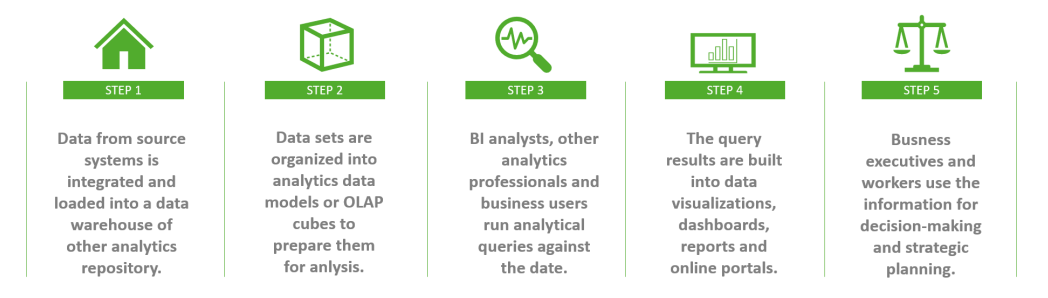 STEP 1
Data from source
systems is
integrated and
loaded into a data
warehouse of
other analytics
repository.
STEP 2
Data sets are
organized into
analytics data
models or OLAP
cubes to
prepare them
for anlysis.
STEP 3
BI analysts, other
analytics
professionals and
business users
run analytical
queries against
the date.
STEP 4
The query
results are built
into data
visualizations,
dashboards,
reports and
online portals.
STEP 5
Busness
executives and
workers use the
information for
decision-making
and strategic
planning.